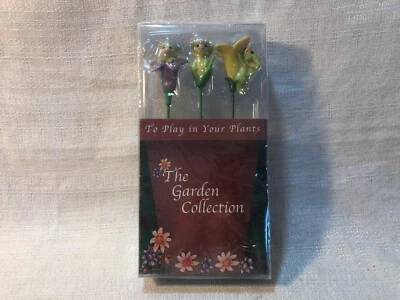 To Play in Your Plants
The
Garden
Collection